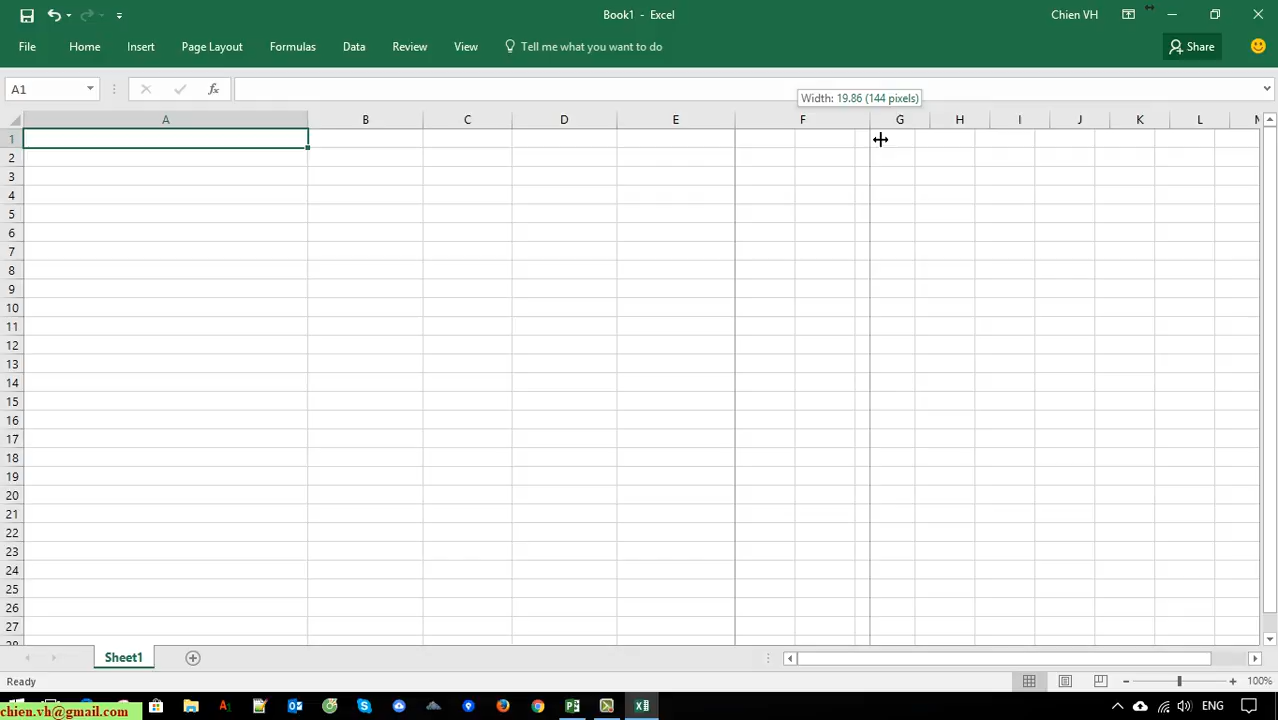 Book1 - Excel
Chien VH
File Home Insert Page Layout Formulas Data Review View Tell me what you want to do
Share
A1
fx
Width: 19.86 (144 pixels)
A B C D E F G H I J K L
1
2
3
4
5
6
7
8
9
10
11
12
13
14
15
16
17
18
19
20
21
22
23
24
25
26
27
Sheet1
Ready
100%
chien.vh@gmail.com
ENG